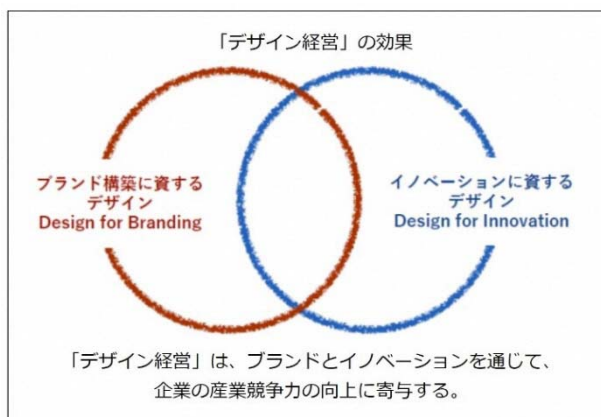 「デザイン経営」の効果
ブランド構築に資する
デザイン
Design for Branding
イノベーションに資する
デザイン
Design for Innovation
「デザイン経営」は、ブランドとイノベーションを通じて、
企業の産業競争力の向上に寄与する。